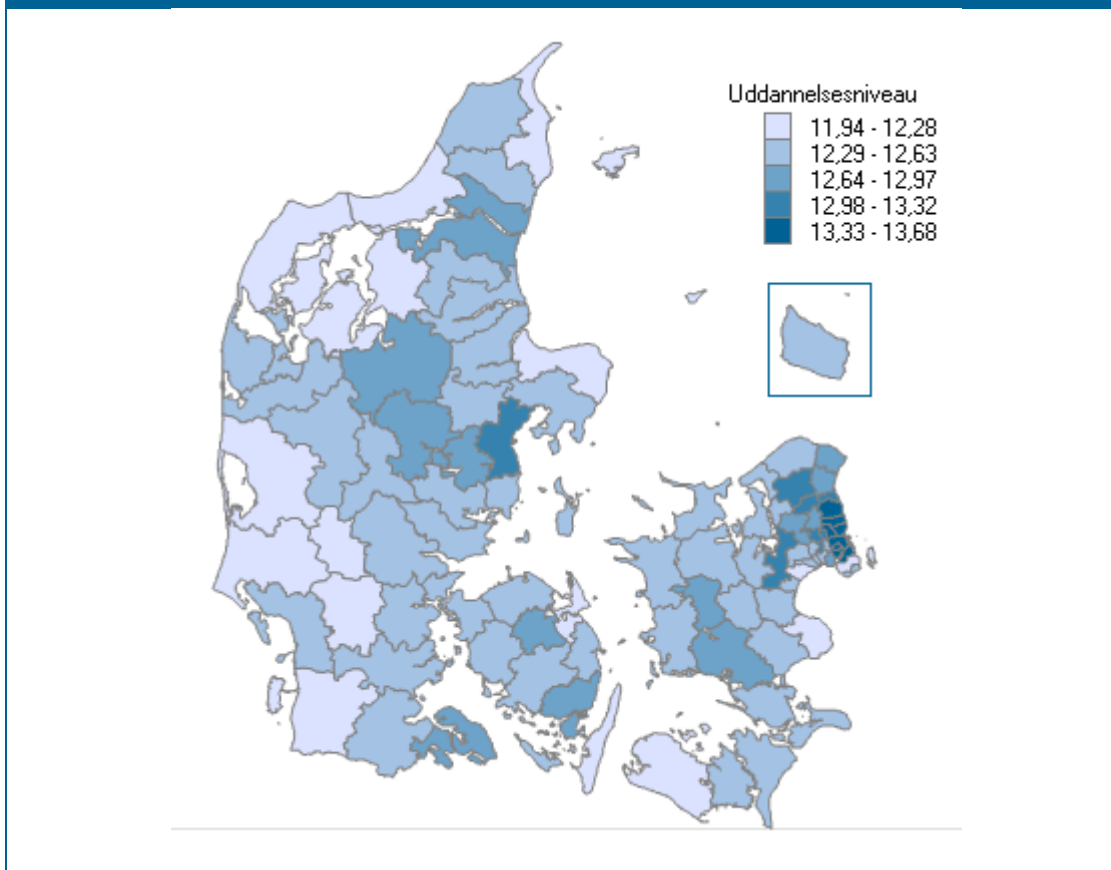 Uddannelsesniveau
11,94 - 12,28
12,29 - 12,63
12,64 - 12,97
12,98 - 13,32
13,33 - 13,68